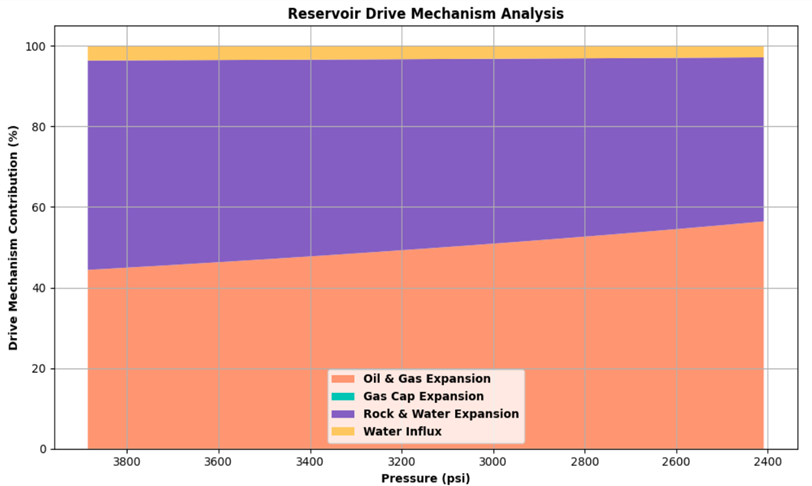 Reservoir Drive Mechanism Analysis
Drive Mechanism Contribution (%)
100
80
60
40
20
0
Oil & Gas Expansion
Gas Cap Expansion
Rock & Water Expansion
Water Influx
3800 3600 3400 3200 3000 2800 2600 2400
Pressure (psi)